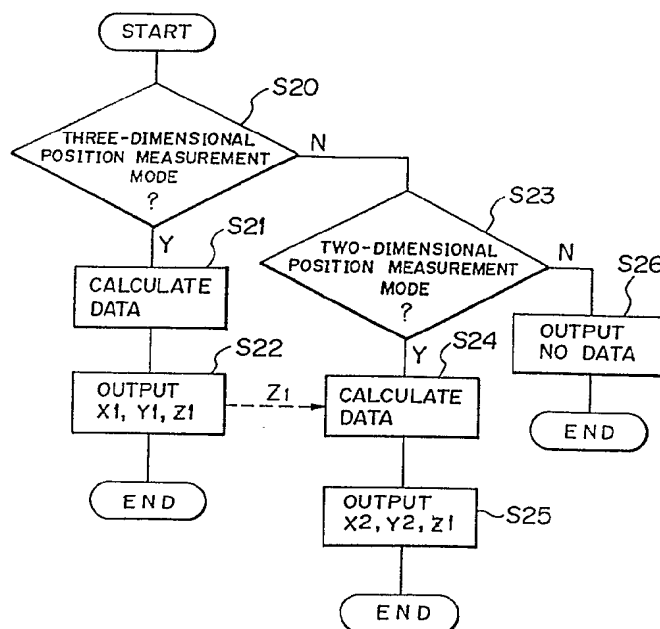 START
S20
THREE-DIMENSIONAL
POSITION MEASUREMENT
MODE
?
N
Y
S21
CALCULATE
DATA
S22
OUTPUT
X1, Y1, Z1
END
Z1
S23
TWO-DIMENSIONAL
POSITION MEASUREMENT
MODE
?
N
Y
S24
CALCULATE
DATA
S25
OUTPUT
X2, Y2, Z1
END
S26
OUTPUT
NO DATA
END